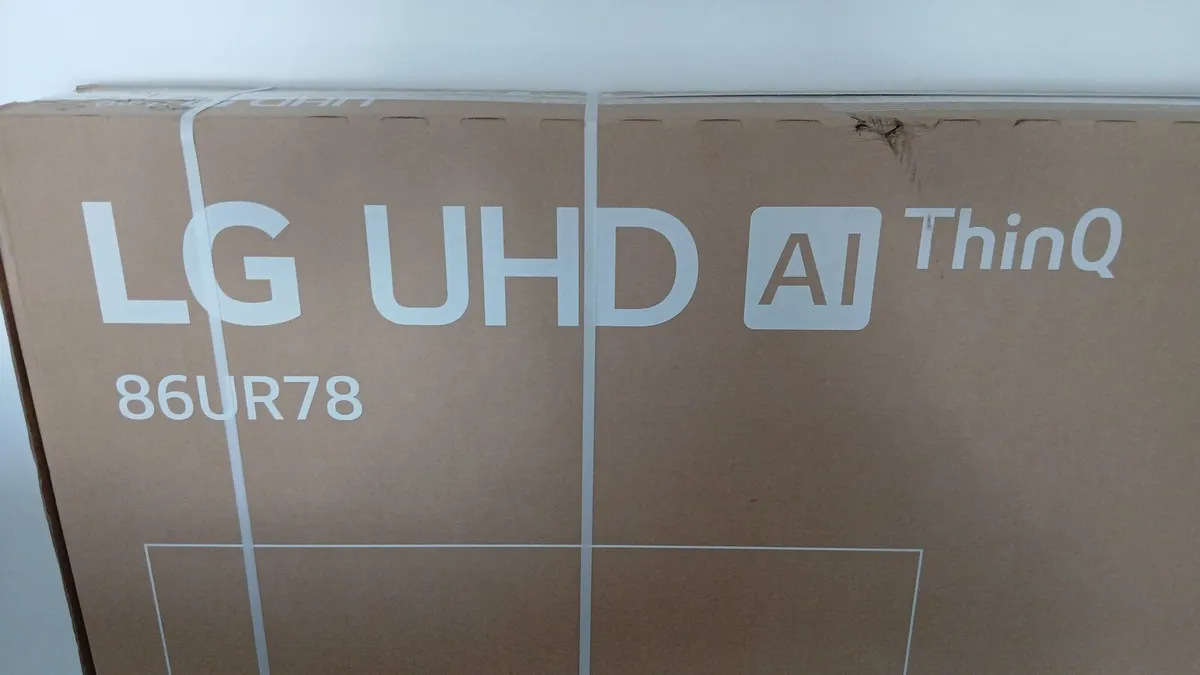 LG UHD AI ThinQ
86UR78